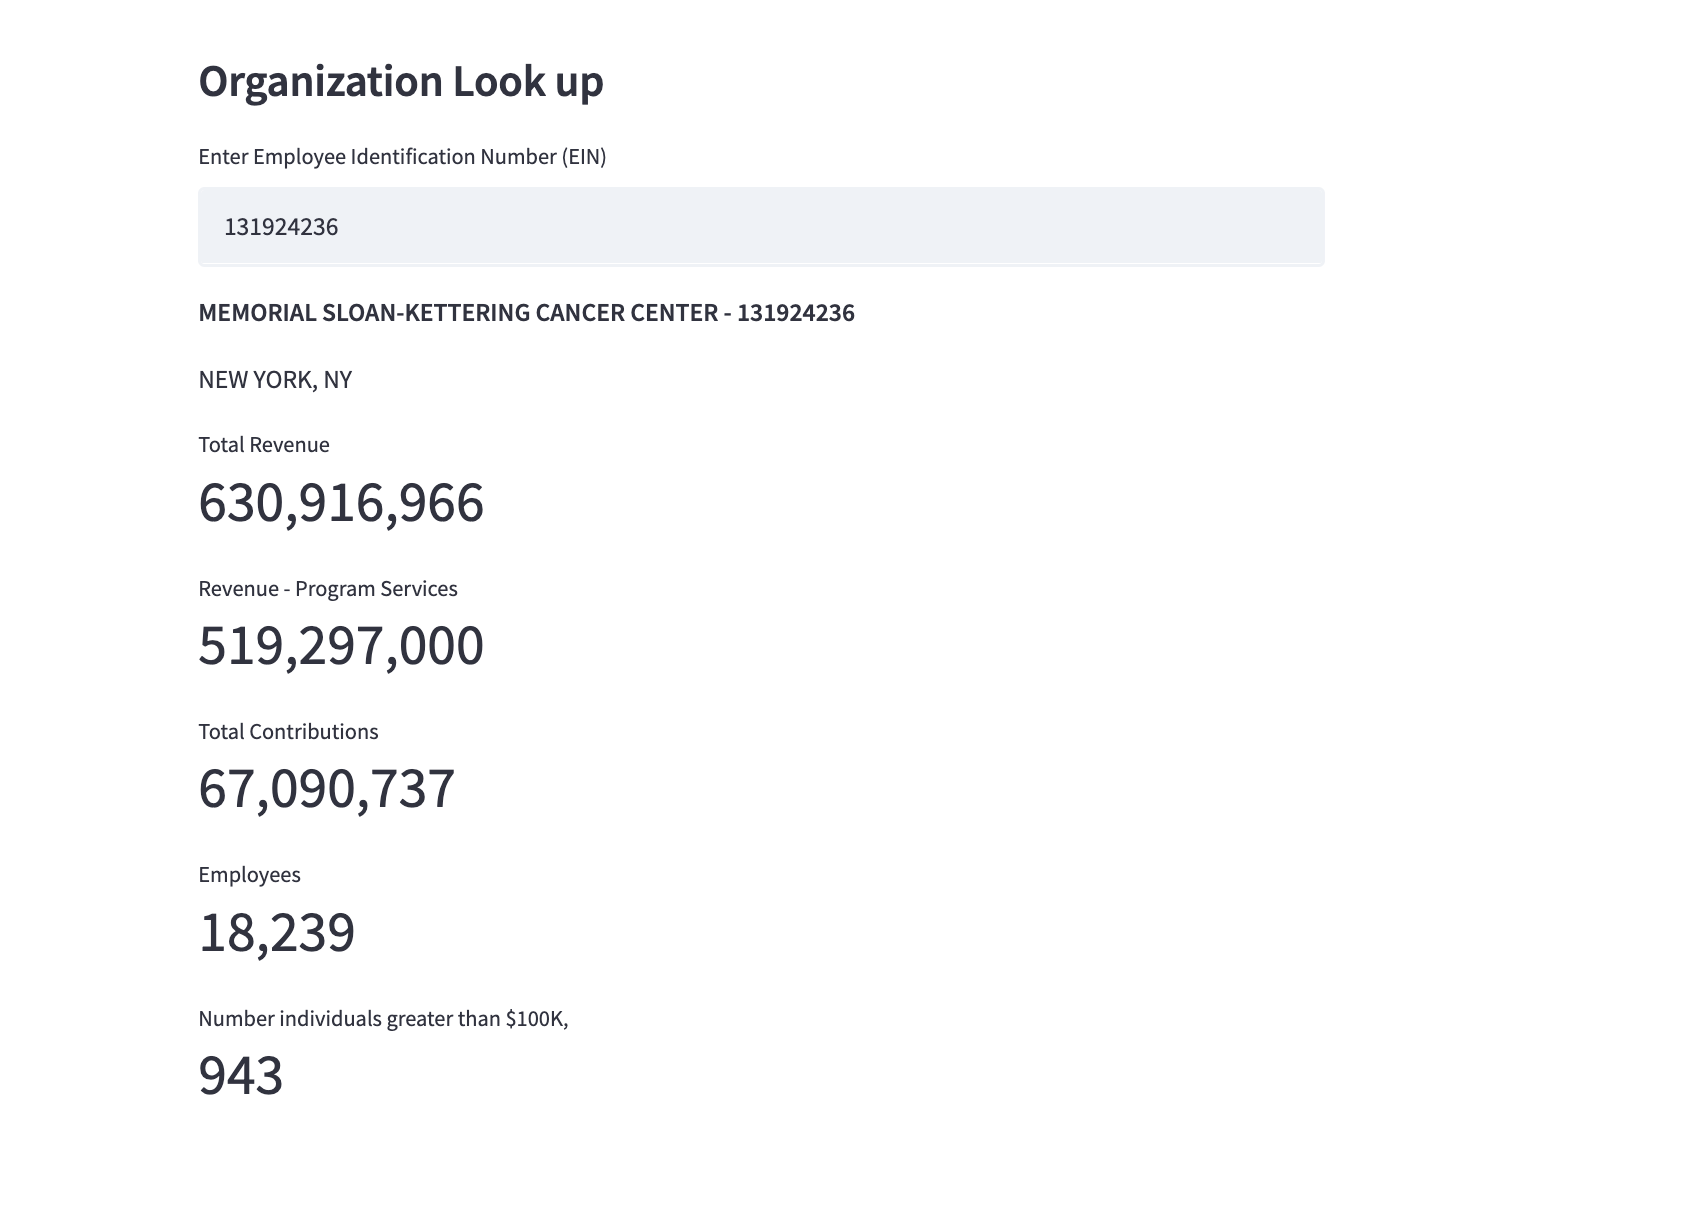 Organization Look up
Enter Employee Identification Number (EIN)
131924236
MEMORIAL SLOAN-KETTERING CANCER CENTER - 131924236
NEW YORK, NY
Total Revenue
630,916,966
Revenue - Program Services
519,297,000
Total Contributions
67,090,737
Employees
18,239
Number individuals greater than $100K,
943